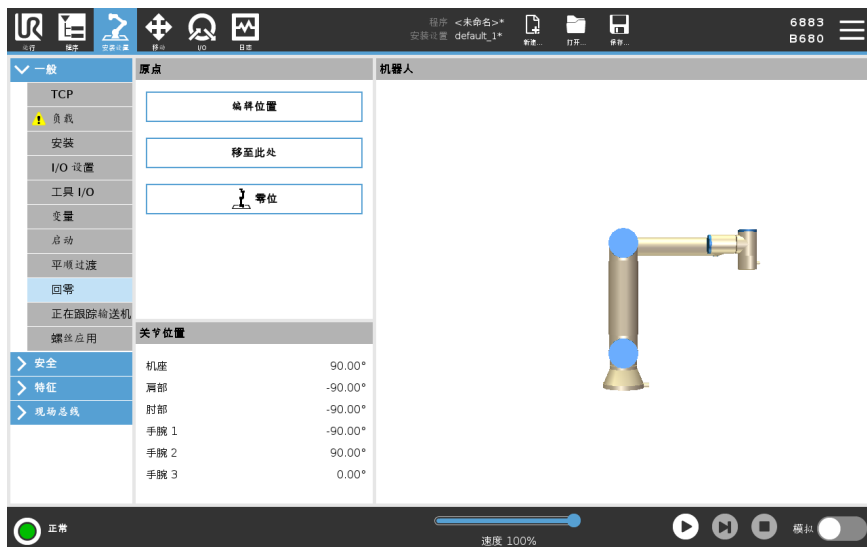 UR
运行
程序
安装设置
移动
I/O
日志
程序 <未命名>*
安装设置 default_1*
新建...
打开...
保存...
6883
B680
一般
TCP
负载
安装
I/O 设置
工具 I/O
变量
启动
平顺过渡
回零
正在跟踪输送机
螺丝应用
安全
特征
现场总线
原点
编辑位置
移至此处
零位
关节位置
机座 90.00°
肩部 -90.00°
肘部 -90.00°
手腕 1 -90.00°
手腕 2 90.00°
手腕 3 0.00°
机器人
正常
速度 100%
模拟